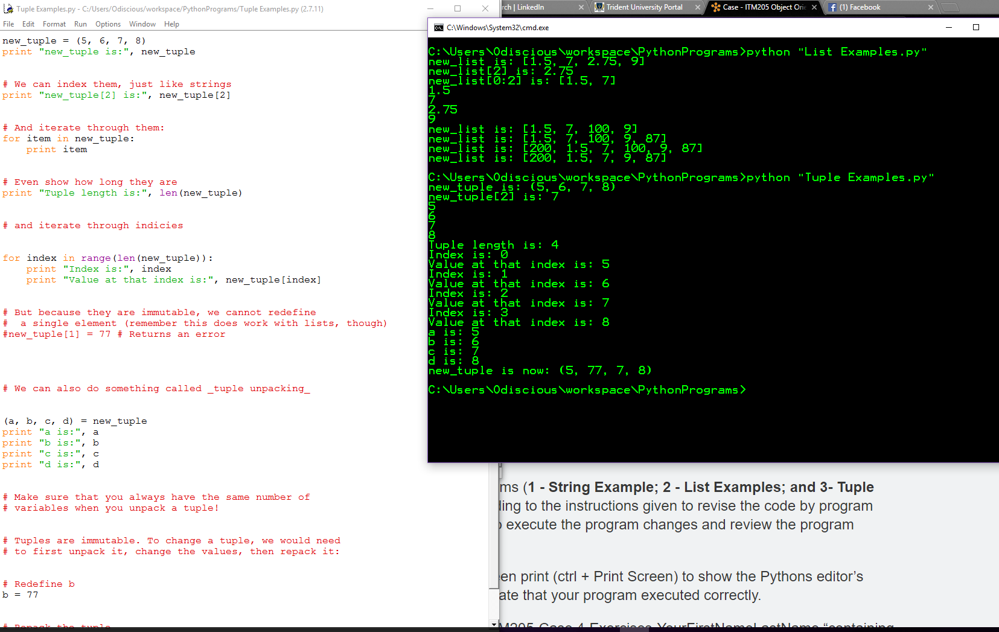 Tuple Examples.py - C:/Users/Odiscious/workspace/PythonPrograms/Tuple Examples.py (2.7.11)
File Edit Format Run Options Window Help
new_tuple = (5, 6, 7, 8)
print "new_tuple is:", new_tuple
# We can index them, just like strings
print "new_tuple[2] is:", new_tuple[2]
# And iterate through them:
for item in new_tuple:
    print item
# Even show how long they are
print "Tuple length is:", len(new_tuple)
# and iterate through indicies
for index in range(len(new_tuple)):
    print "Index is:", index
    print "Value at that index is:", new_tuple[index]
# But because they are immutable, we cannot redefine
#  a single element (remember this does work with lists, though)
#new_tuple[1] = 77 # Returns an error
# We can also do something called _tuple unpacking_
(a, b, c, d) = new_tuple
print "a is:", a
print "b is:", b
print "c is:", c
print "d is:", d
# Make sure that you always have the same number of
# variables when you unpack a tuple!
# Tuples are immutable. To change a tuple, we would need
# to first unpack it, change the values, then repack it:
# Redefine b
b = 77
# Repack the tuple
rch | LinkedIn
Trident University Portal
Case - ITM205 Object Orie
(1) Facebook
C:\Windows\System32\cmd.exe
C:\Users\Odiscious\workspace\PythonPrograms>python "List Examples.py"
new_list is: [1.5, 7, 2.75, 9]
new_list[2] is: 2.75
new_list[0:2] is: [1.5, 7]
1.5
7
2.75
9
new_list is: [1.5, 7, 100, 9]
new_list is: [1.5, 7, 100, 9, 87]
new_list is: [200, 1.5, 7, 100, 9, 87]
new_list is: [200, 1.5, 7, 9, 87]
C:\Users\Odiscious\workspace\PythonPrograms>python "Tuple Examples.py"
new_tuple is: (5, 6, 7, 8)
new_tuple[2] is: 7
5
6
7
8
Tuple length is: 4
Index is: 0
Value at that index is: 5
Index is: 1
Value at that index is: 6
Index is: 2
Value at that index is: 7
Index is: 3
Value at that index is: 8
a is: 5
b is: 6
c is: 7
d is: 8
new_tuple is now: (5, 77, 7, 8)
C:\Users\Odiscious\workspace\PythonPrograms>
ms (1 - String Example; 2 - List Examples; and 3- Tuple
ding to the instructions given to revise the code by program
o execute the program changes and review the program
en print (ctrl + Print Screen) to show the Pythons editor’s
ate that your program executed correctly.
M205 Case 4 Exercises YourFirstNameLastName “containing